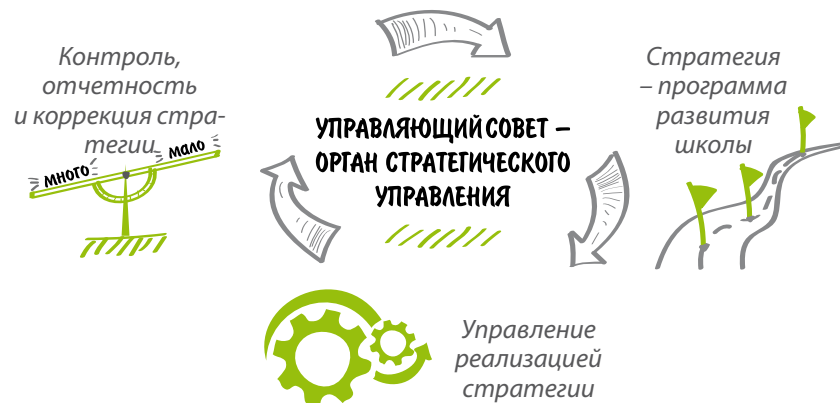 Контроль,
отчетность
и коррекция стра-
тегии
много
мало
УПРАВЛЯЮЩИЙ СОВЕТ –
ОРГАН СТРАТЕГИЧЕСКОГО
УПРАВЛЕНИЯ
Стратегия
– программа
развития
школы
Управление
реализацией
стратегии